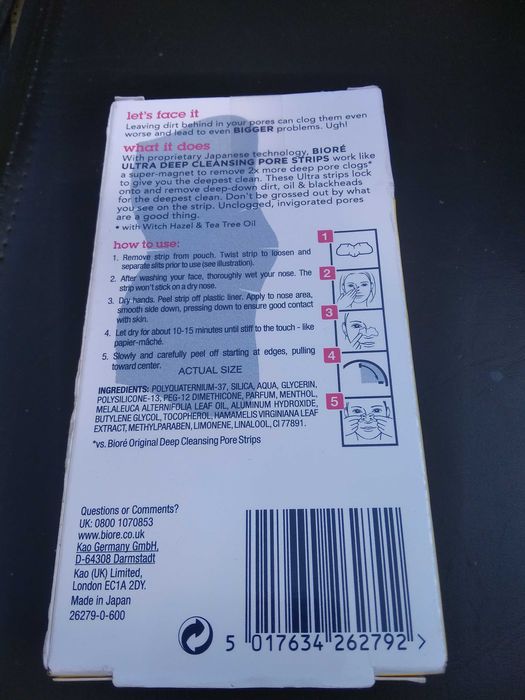 let's face it
Leaving dirt behind in your pores can clog them even
worse and lead to even BIGGER problems. Ugh!
what it does
With proprietary Japanese technology, BIORÉ
ULTRA DEEP CLEANSING PORE STRIPS work like
a super-magnet to remove 2x more deep pore clogs*
to give you the deepest clean. These Ultra strips lock
onto and remove deep-down dirt, oil & blackheads
for the deepest clean. Don't be grossed out by what
you see on the strip. Unclogged, invigorated pores
are a good thing.
• with Witch Hazel & Tea Tree Oil
how to use:
1. Remove strip from pouch. Twist strip to loosen and
separate slits prior to use (see illustration).
2. After washing your face, thoroughly wet your nose. The
strip won't stick on a dry nose.
3. Dry hands. Peel strip off plastic liner. Apply to nose area,
smooth side down, pressing down to ensure good contact
with skin.
4. Let dry for about 10-15 minutes until stiff to the touch - like
papier-mâché.
5. Slowly and carefully peel off starting at edges, pulling
toward center.
ACTUAL SIZE
1
2
3
4
5
INGREDIENTS: POLYQUATERNIUM-37, SILICA, AQUA, GLYCERIN,
POLYSILICONE-13, PEG-12 DIMETHICONE, PARFUM, MENTHOL,
MELALEUCA ALTERNIFOLIA LEAF OIL, ALUMINUM HYDROXIDE,
BUTYLENE GLYCOL, TOCOPHEROL, HAMAMELIS VIRGINIANA LEAF
EXTRACT, METHYLPARABEN, LIMONENE, LINALOOL, CI 77891.
*vs. Bioré Original Deep Cleansing Pore Strips
Questions or Comments?
UK: 0800 1070853
www.biore.co.uk
Kao Germany GmbH,
D-64308 Darmstadt
Kao (UK) Limited,
London EC1A 2DY.
Made in Japan
26279-0-600
5 017634 262792 >